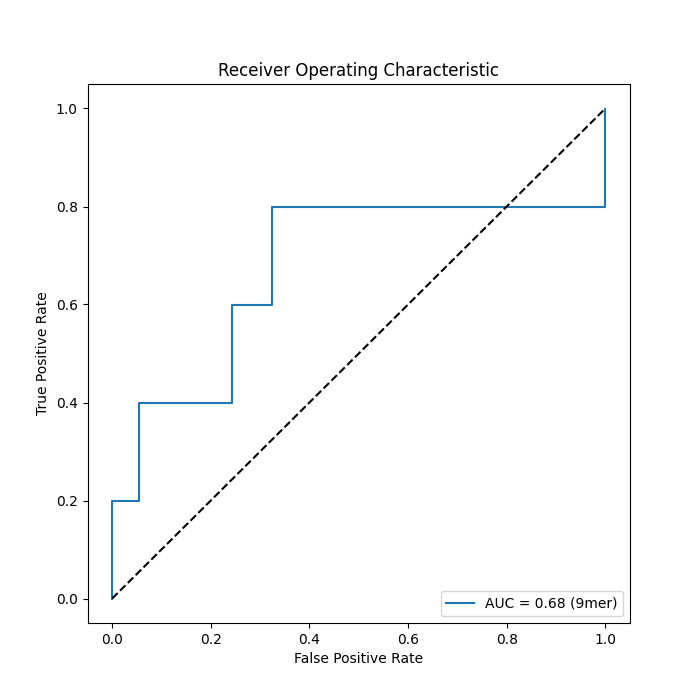 Receiver Operating Characteristic
1.0
0.8
0.6
0.4
0.2
0.0
True Positive Rate
AUC = 0.68 (9mer)
0.0 0.2 0.4 0.6 0.8 1.0
False Positive Rate